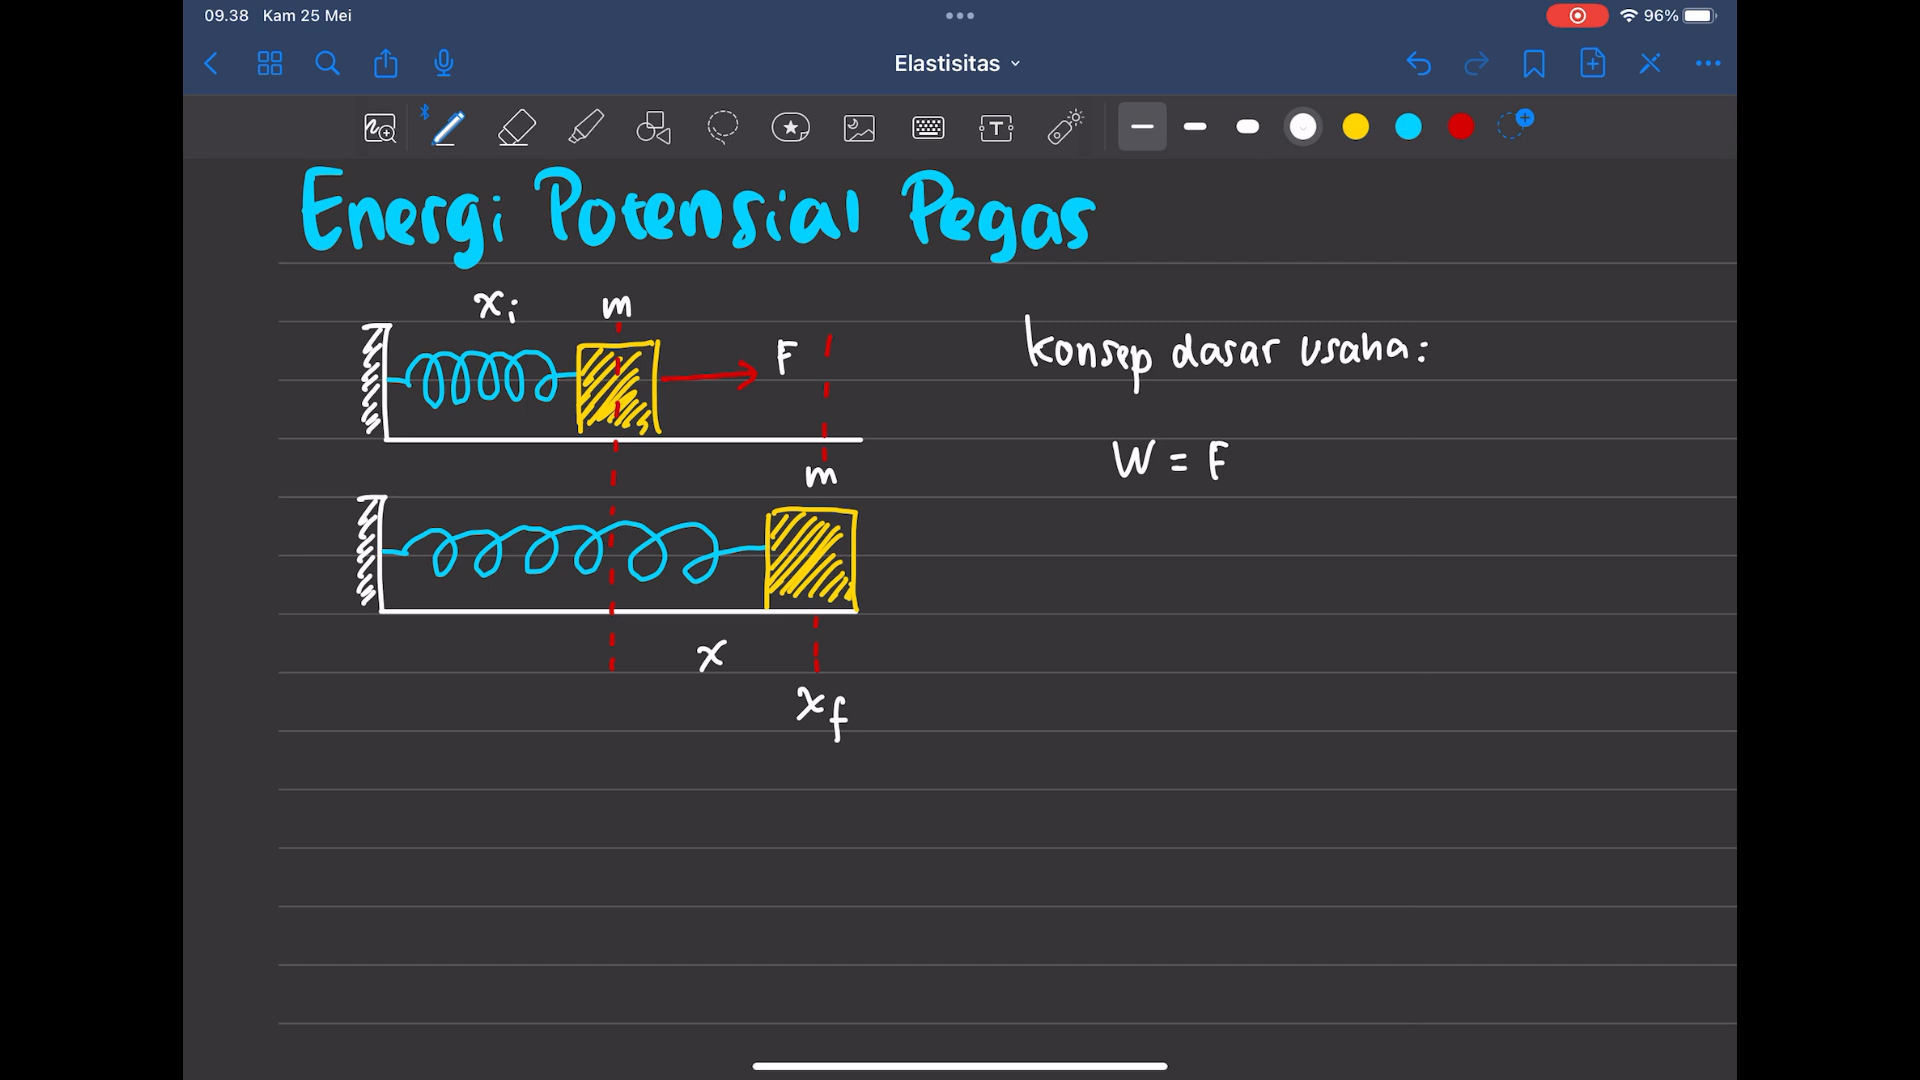 09.38 Kam 25 Mei
96%
Elastisitas
Energi Potensial Pegas
xi m
F
konsep dasar usaha:
W = F
m
x
xf